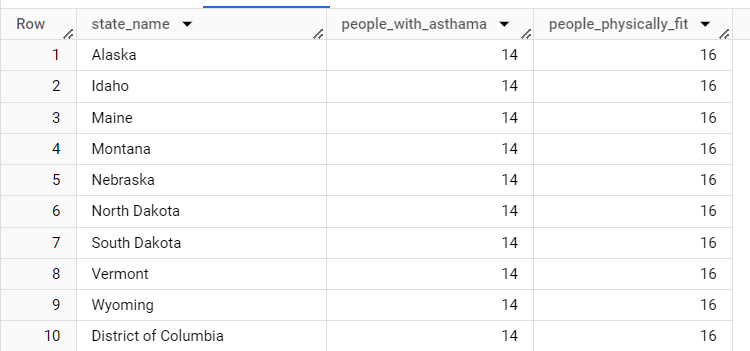 Row state_name people_with_asthama people_physically_fit
1 Alaska 14 16
2 Idaho 14 16
3 Maine 14 16
4 Montana 14 16
5 Nebraska 14 16
6 North Dakota 14 16
7 South Dakota 14 16
8 Vermont 14 16
9 Wyoming 14 16
10 District of Columbia 14 16